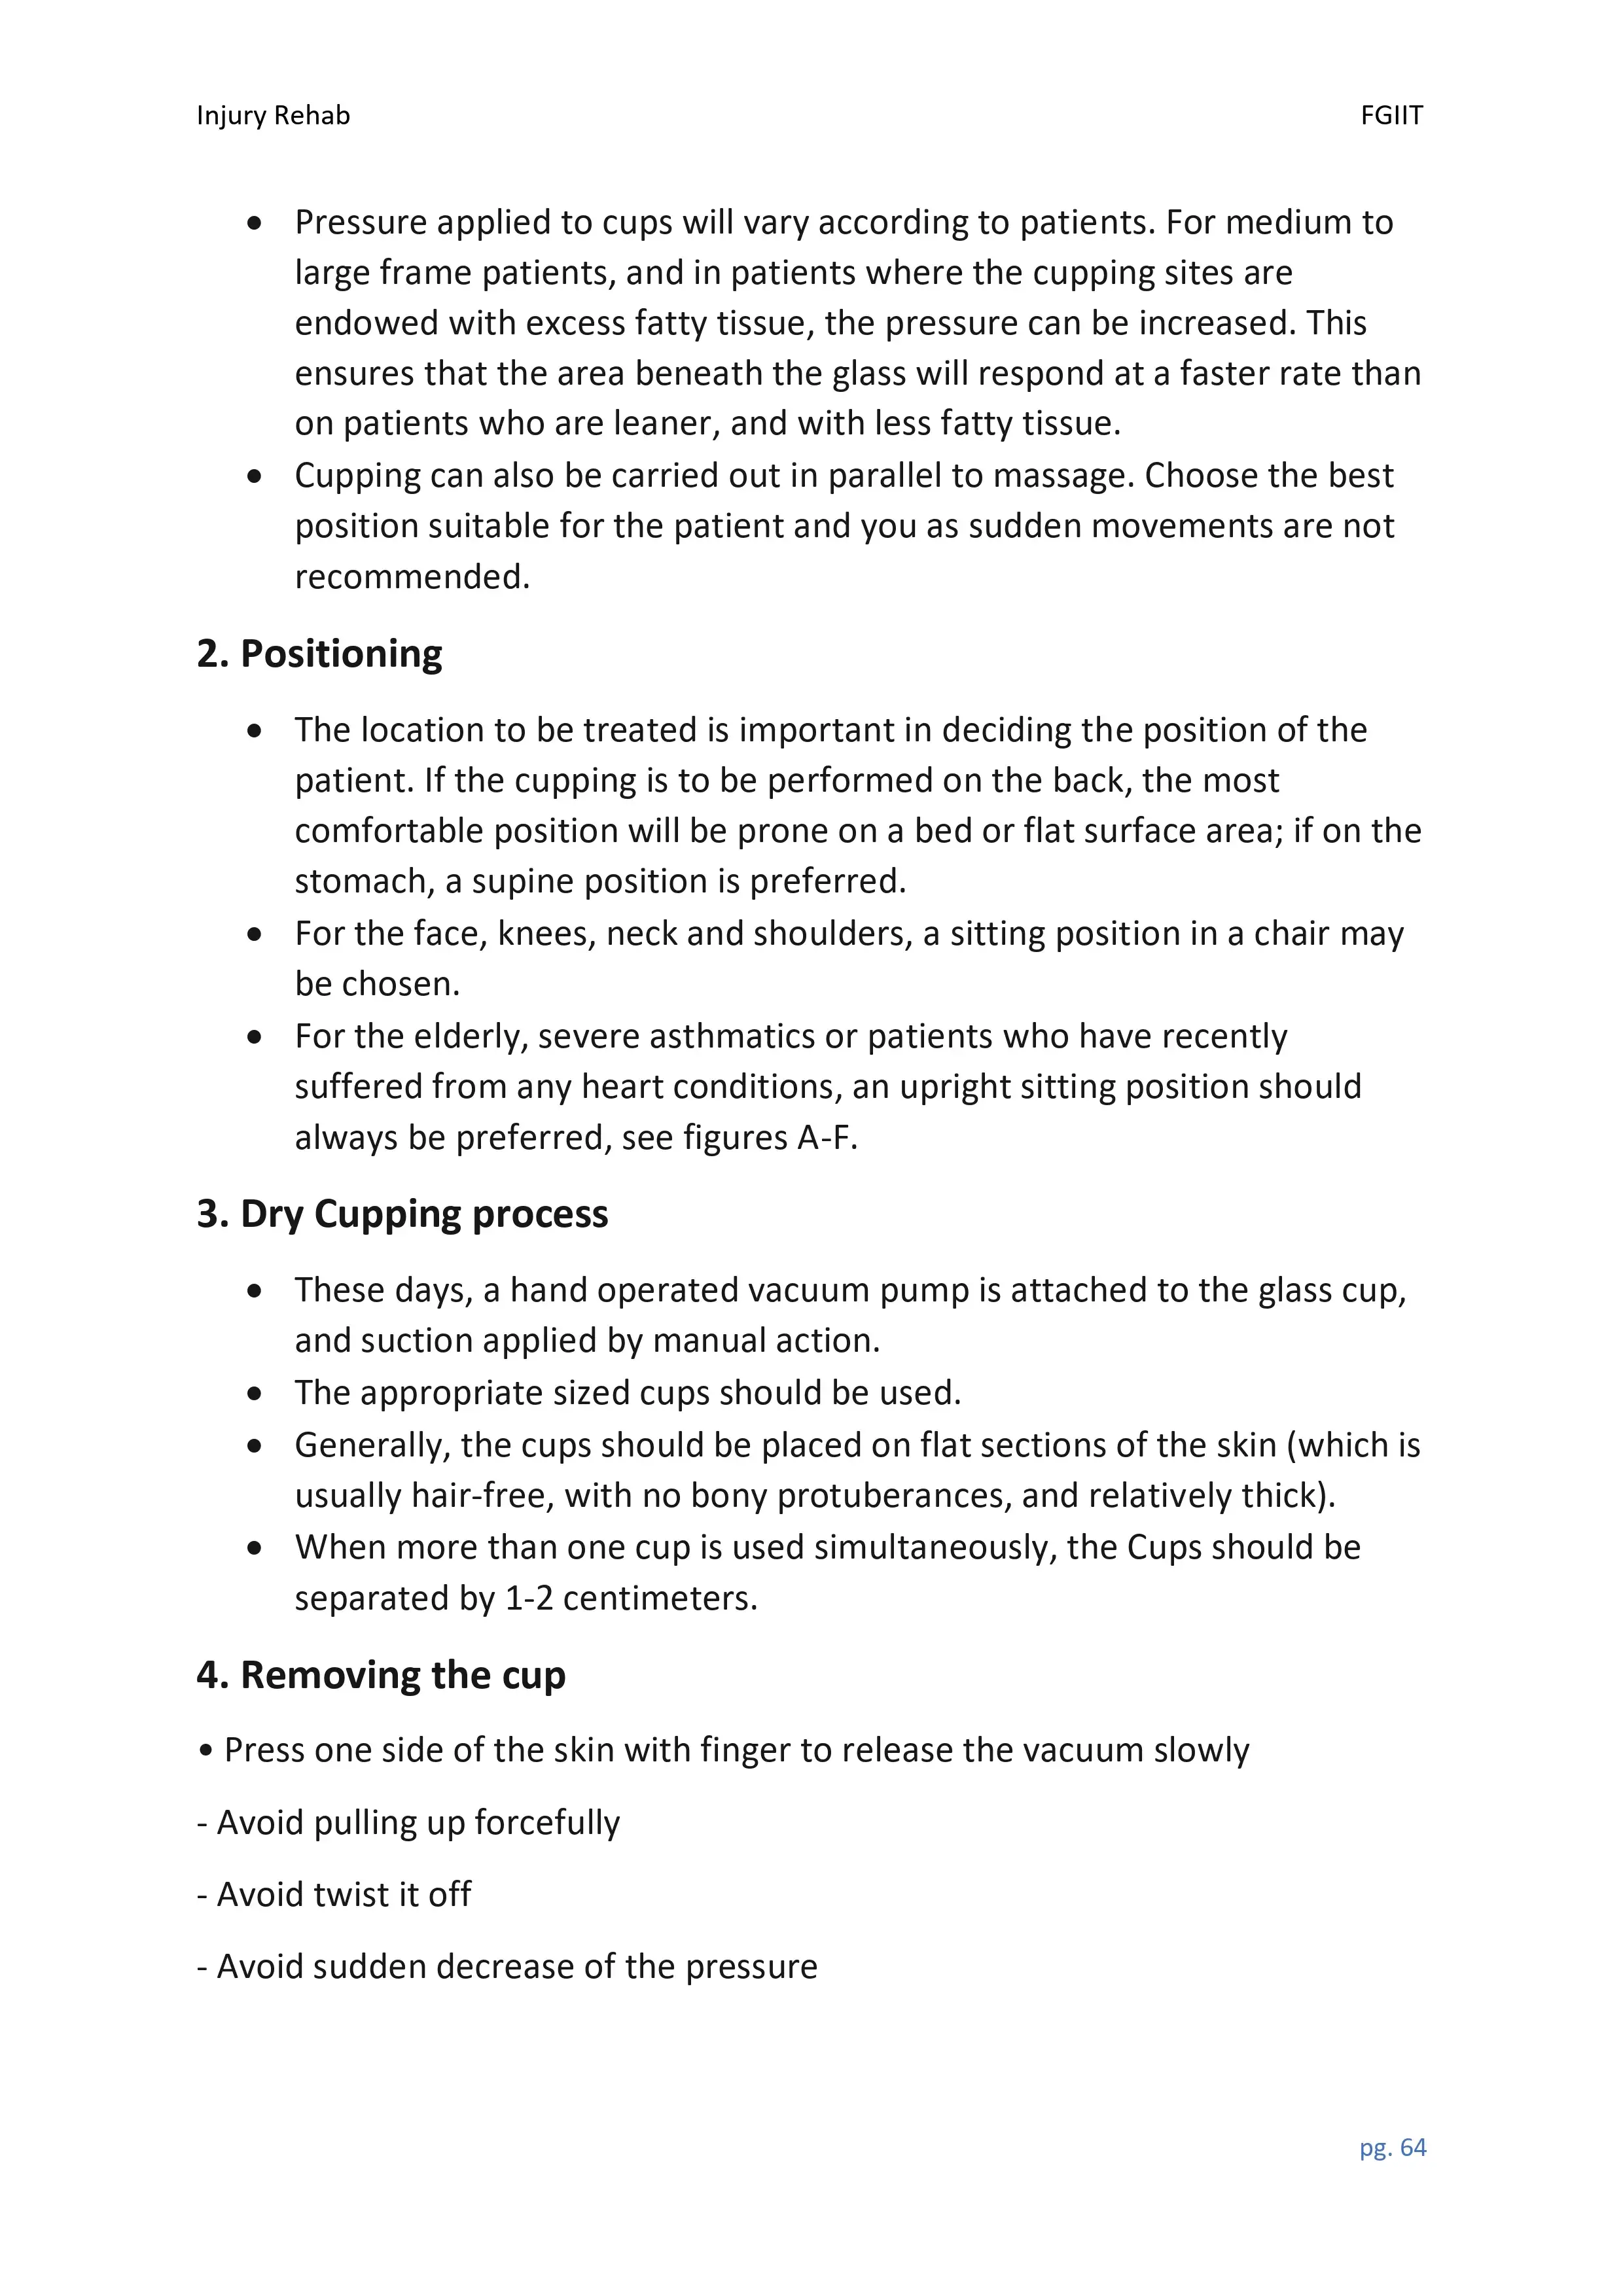 Injury Rehab FGIIT
• Pressure applied to cups will vary according to patients. For medium to
large frame patients, and in patients where the cupping sites are
endowed with excess fatty tissue, the pressure can be increased. This
ensures that the area beneath the glass will respond at a faster rate than
on patients who are leaner, and with less fatty tissue.
• Cupping can also be carried out in parallel to massage. Choose the best
position suitable for the patient and you as sudden movements are not
recommended.
2. Positioning
• The location to be treated is important in deciding the position of the
patient. If the cupping is to be performed on the back, the most
comfortable position will be prone on a bed or flat surface area; if on the
stomach, a supine position is preferred.
• For the face, knees, neck and shoulders, a sitting position in a chair may
be chosen.
• For the elderly, severe asthmatics or patients who have recently
suffered from any heart conditions, an upright sitting position should
always be preferred, see figures A-F.
3. Dry Cupping process
• These days, a hand operated vacuum pump is attached to the glass cup,
and suction applied by manual action.
• The appropriate sized cups should be used.
• Generally, the cups should be placed on flat sections of the skin (which is
usually hair-free, with no bony protuberances, and relatively thick).
• When more than one cup is used simultaneously, the Cups should be
separated by 1-2 centimeters.
4. Removing the cup
• Press one side of the skin with finger to release the vacuum slowly
- Avoid pulling up forcefully
- Avoid twist it off
- Avoid sudden decrease of the pressure
pg. 64